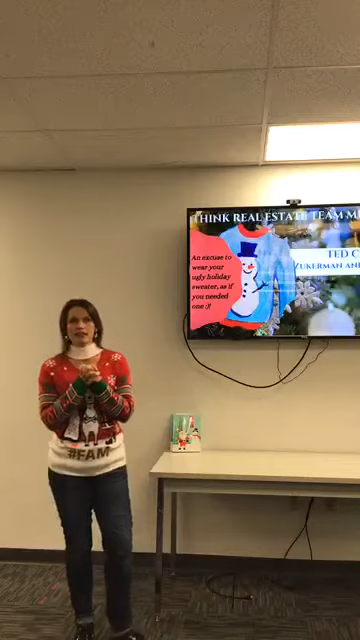 THINK REAL ESTATE TEAM M
TED C
ZUKERMAN AN
An excuse to
wear your
ugly holiday
sweater, as if
you needed
one ;)!
#FAM